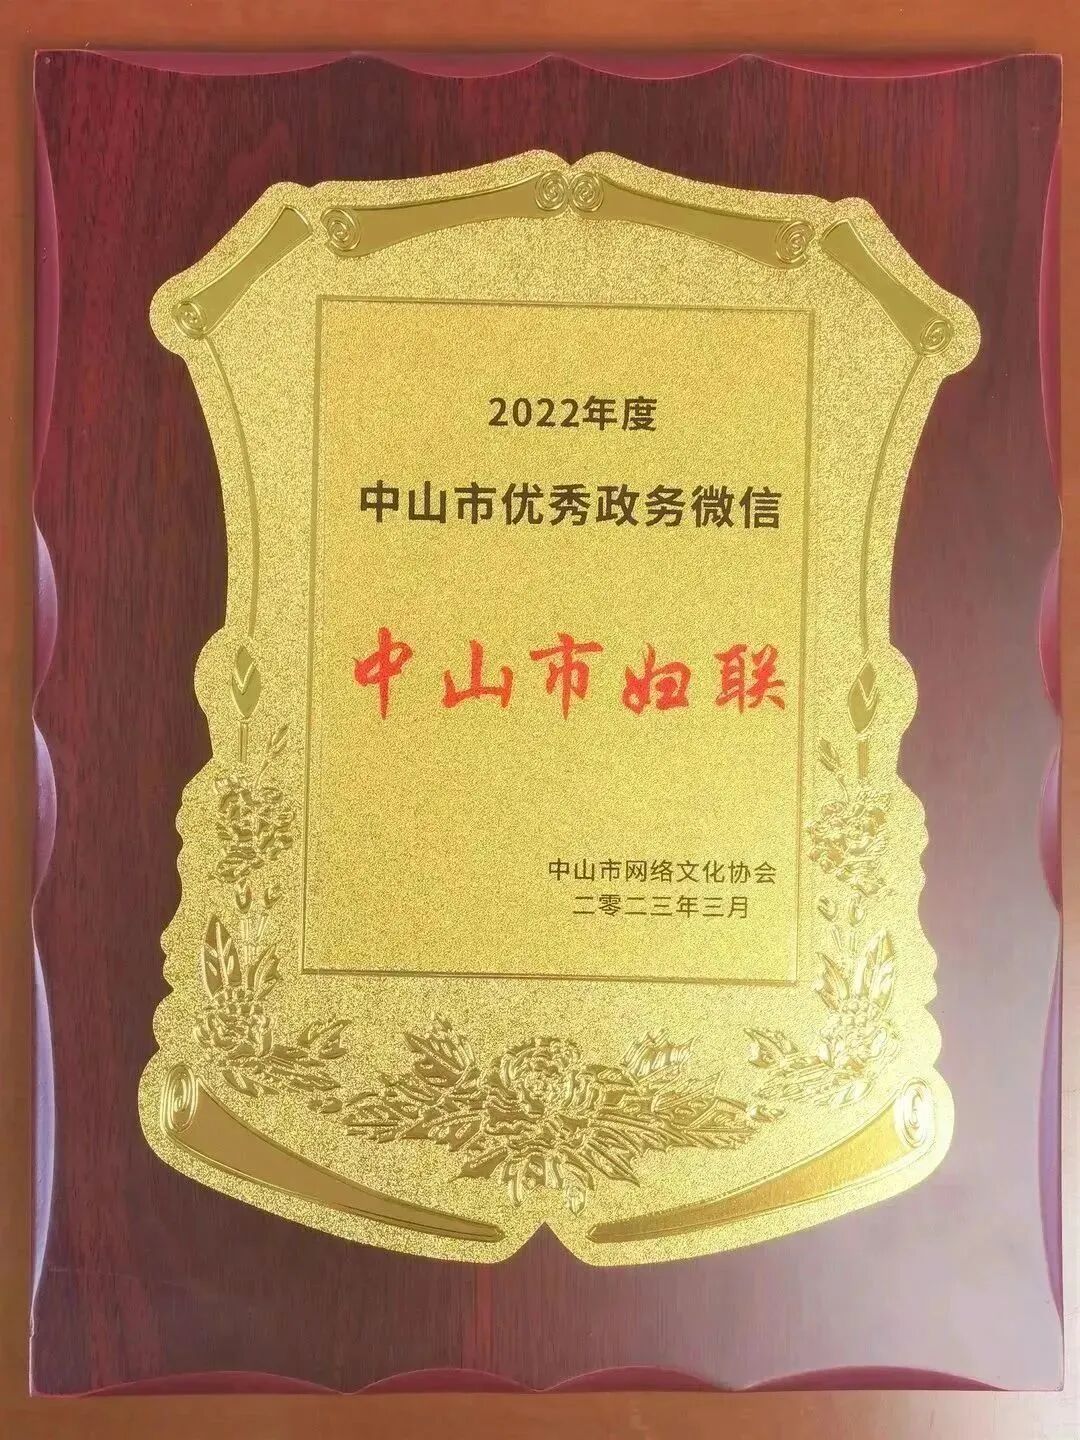 2022年度
中山市优秀政务微信
中山市妇联
中山市网络文化协会
二零二三年三月